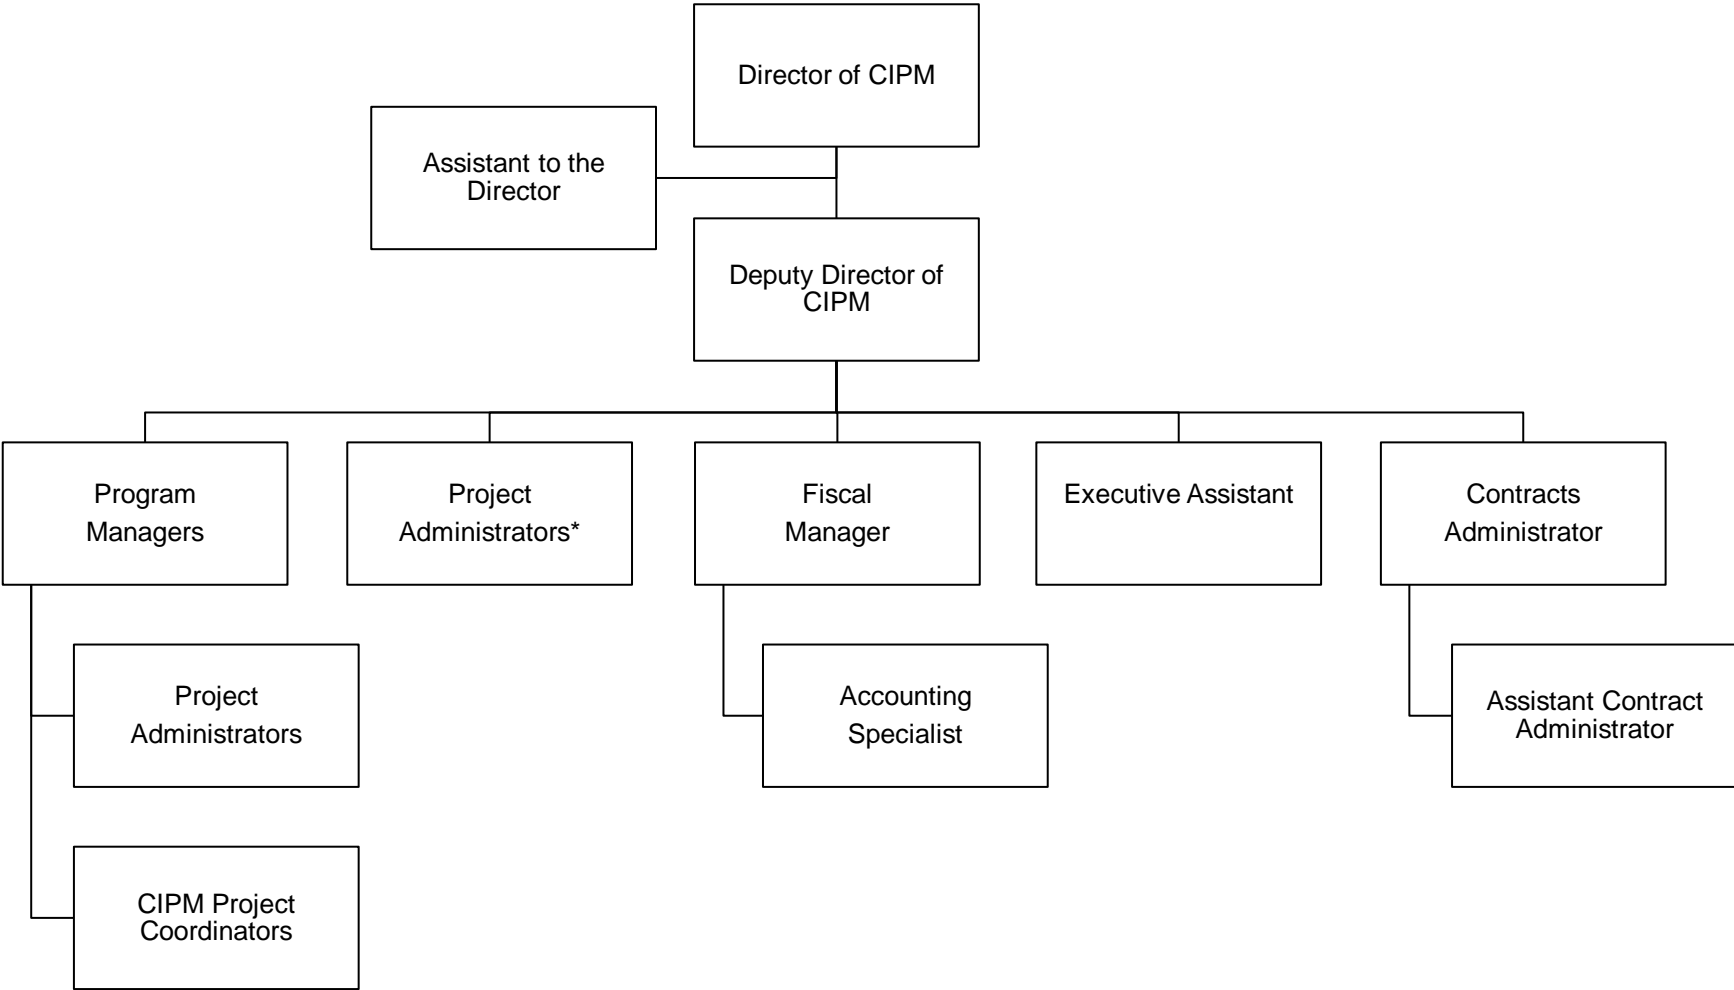 Director of CIPM
Assistant to the
Director
Deputy Director of
CIPM
Program
Managers
Project
Administrators*
Fiscal
Manager
Executive Assistant
Contracts
Administrator
Project
Administrators
Accounting
Specialist
Assistant Contract
Administrator
CIPM Project
Coordinators